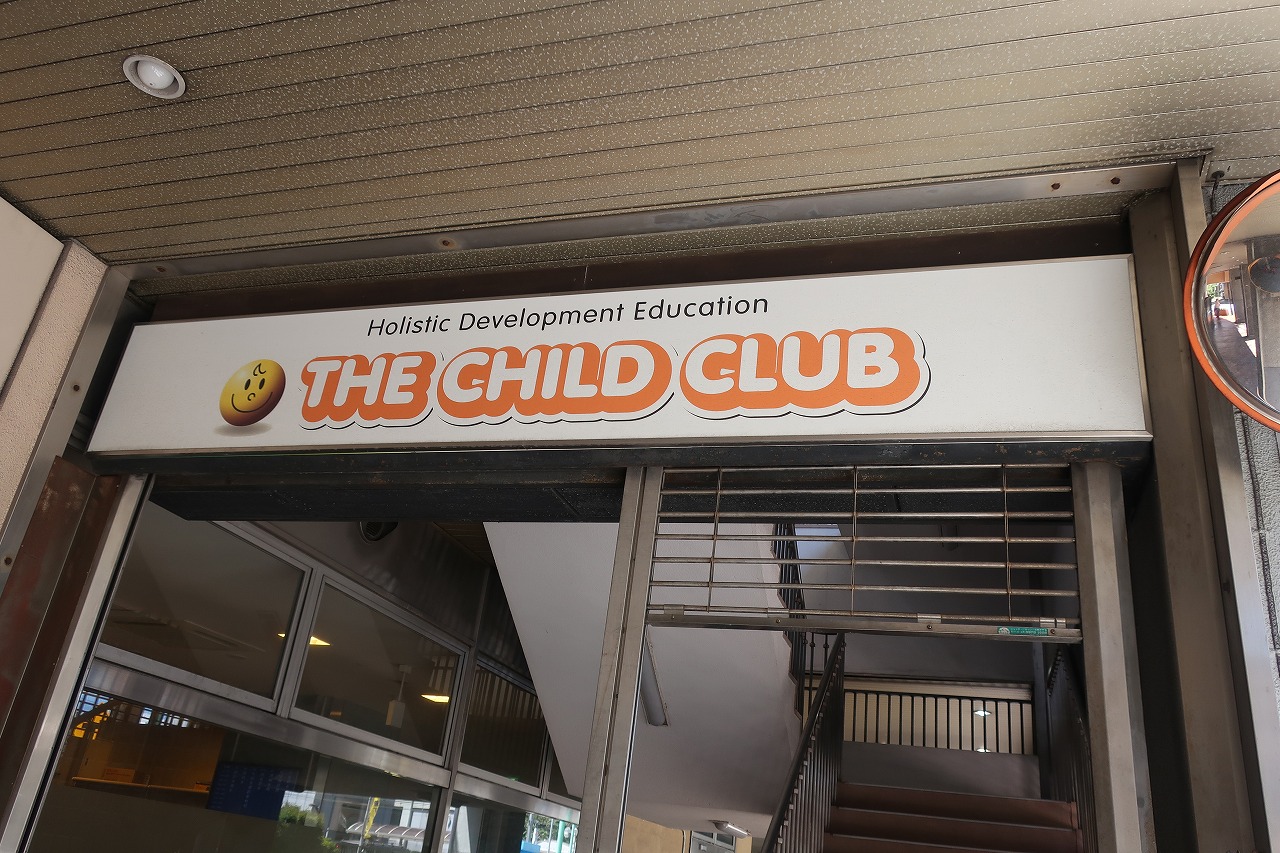 Holistic Development Education
THE CHILD CLUB